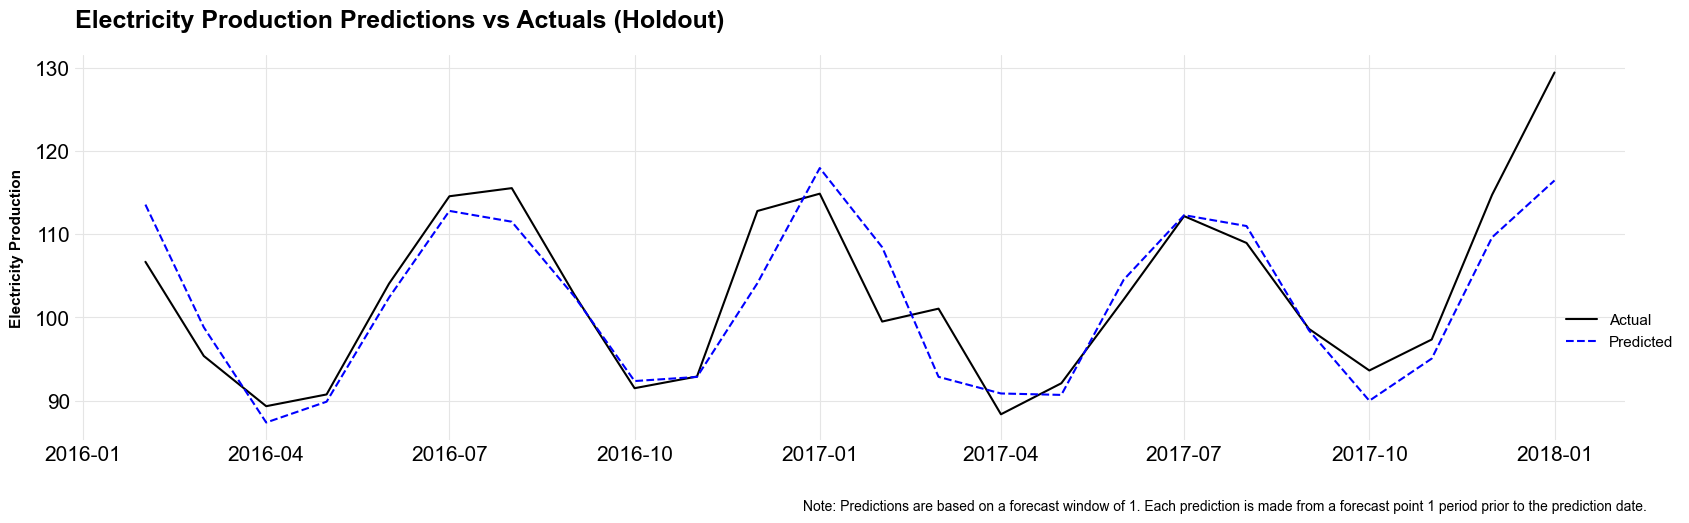 Electricity Production Predictions vs Actuals (Holdout)
130
120
110
100
90
Electricity Production
Actual
Predicted
2016-01 2016-04 2016-07 2016-10 2017-01 2017-04 2017-07 2017-10 2018-01
Note: Predictions are based on a forecast window of 1. Each prediction is made from a forecast point 1 period prior to the prediction date.